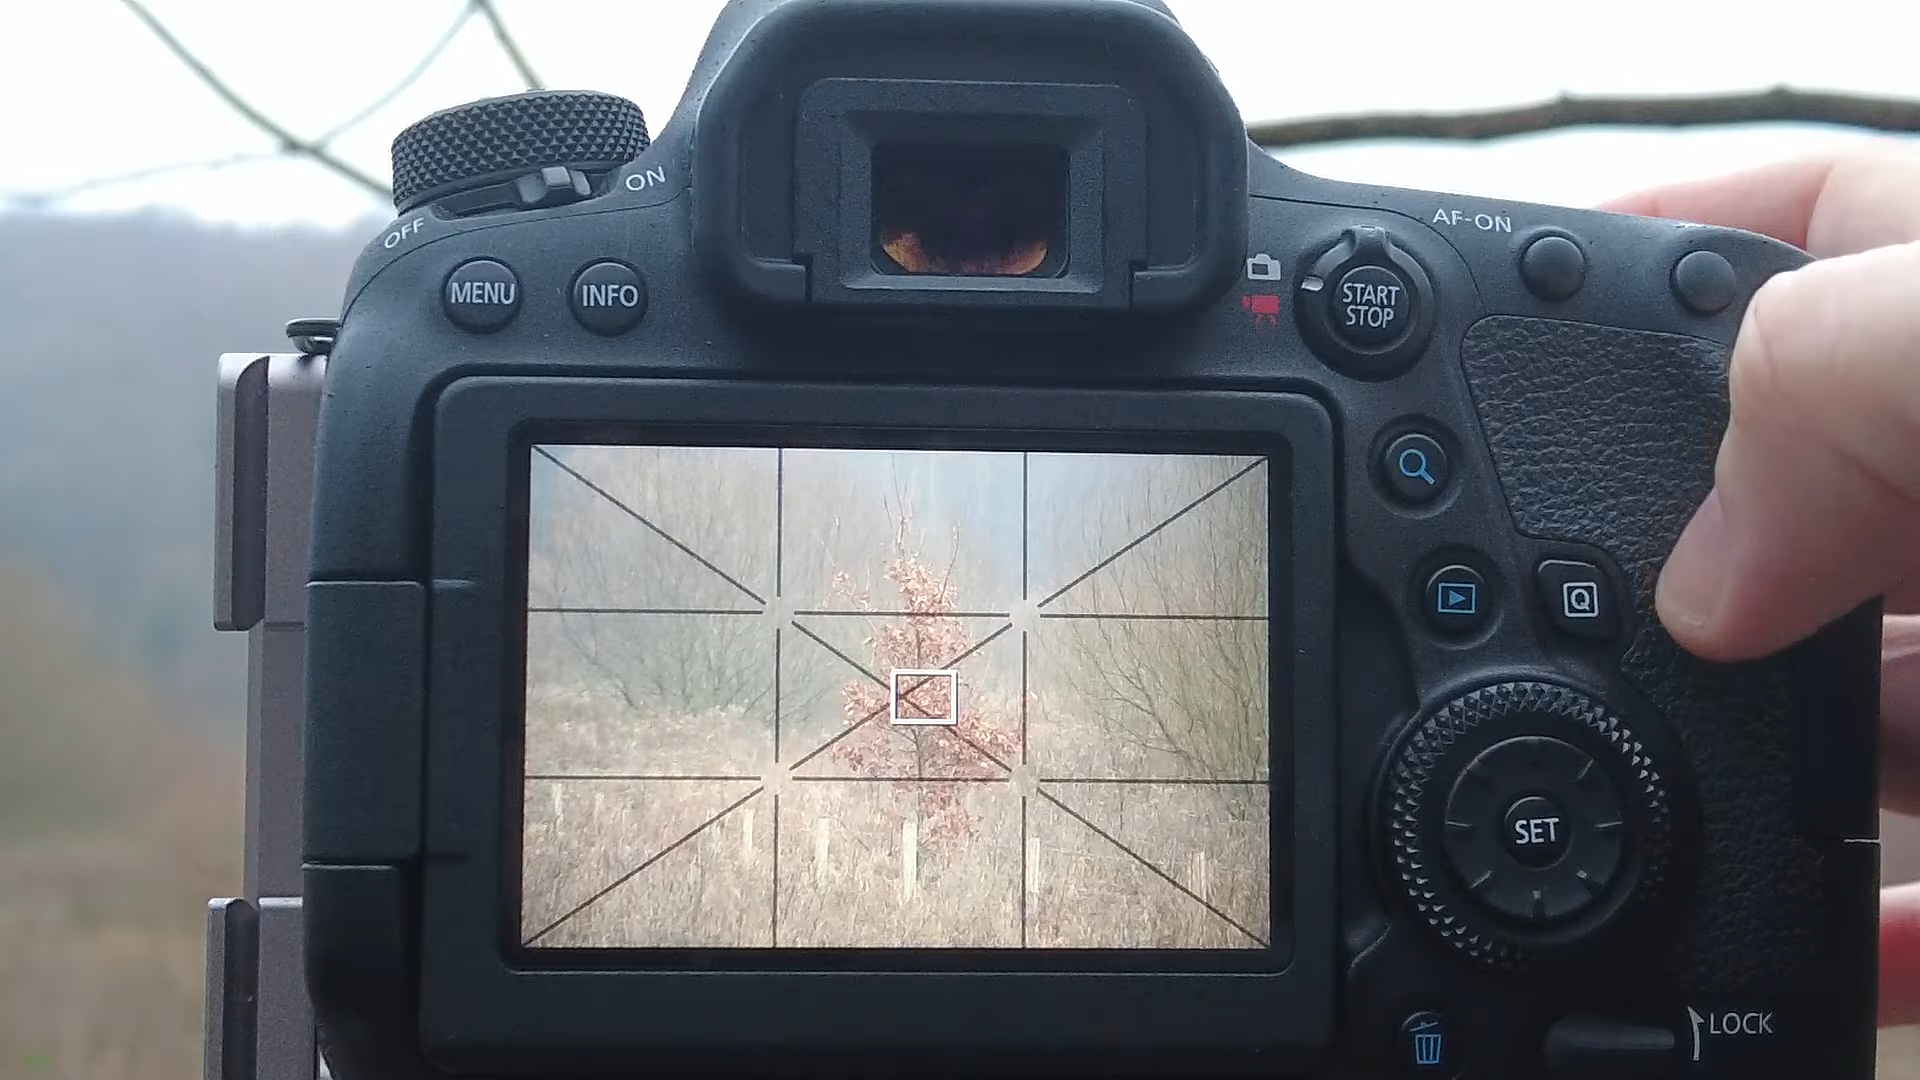 ON
OFF
AF-ON
MENU
INFO
START
STOP
Q
SET
LOCK